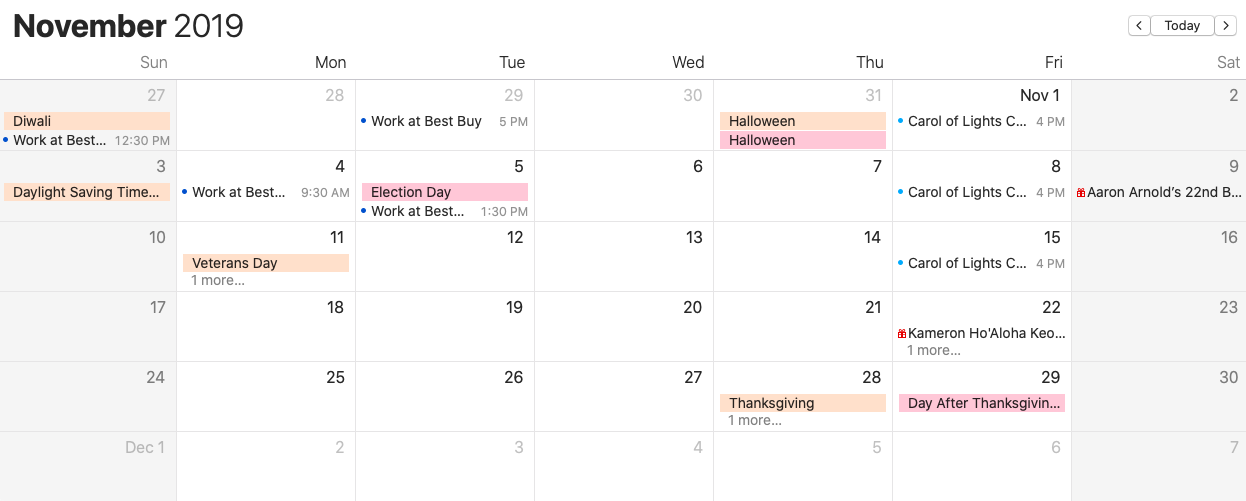 November 2019
< Today >
Sun Mon Tue Wed Thu Fri Sat
27 28 29 30 31 Nov 1 2
Diwali Work at Best Buy 5 PM Halloween Carol of Lights C... 4 PM
Work at Best... 12:30 PM Halloween
3 4 5 6 7 8 9
Daylight Saving Time... Work at Best... 9:30 AM Election Day Carol of Lights C... 4 PM Aaron Arnold's 22nd B...
Work at Best... 1:30 PM
10 11 12 13 14 15 16
Veterans Day Carol of Lights C... 4 PM
1 more...
17 18 19 20 21 22 23
Kameron Ho'Aloha Keo...
1 more...
24 25 26 27 28 29 30
Thanksgiving Day After Thanksgivin...
1 more...
Dec 1 2 3 4 5 6 7